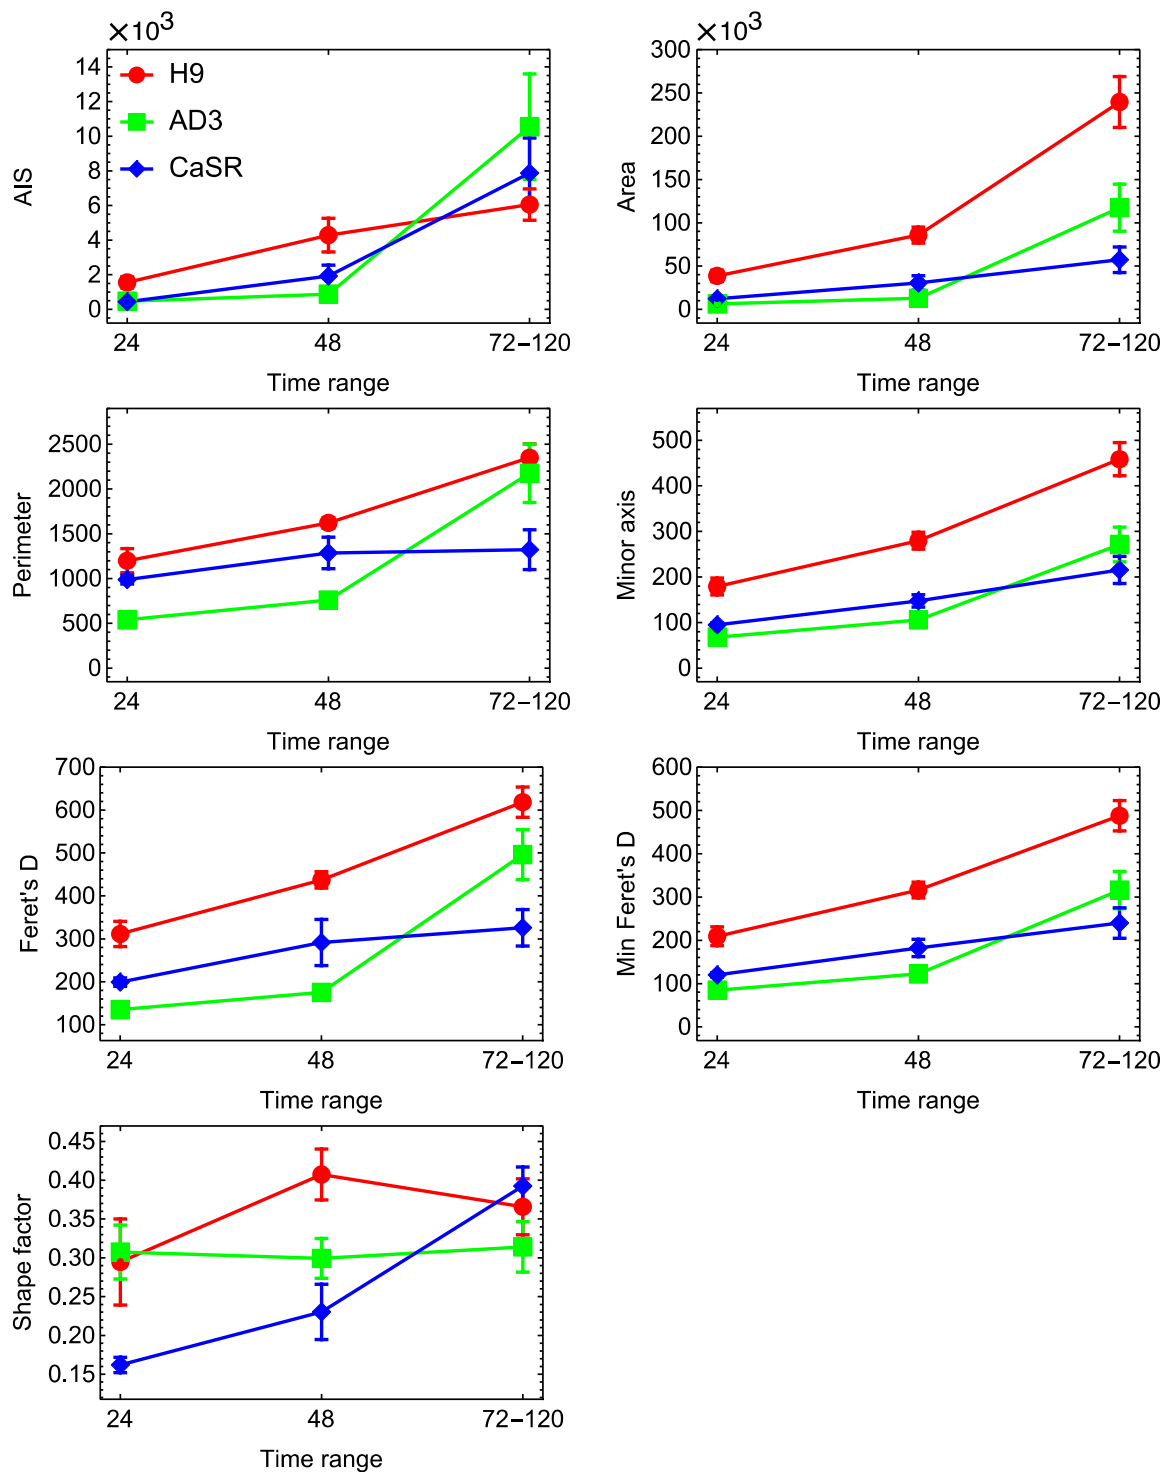 ×10³
14
12
10
8
6
4
2
0
AIS
H9
AD3
CaSR
24 48 72–120
Time range
×10³
300
250
200
150
100
50
0
Area
24 48 72–120
Time range
2500
2000
1500
1000
500
0
Perimeter
24 48 72–120
Time range
500
400
300
200
100
0
Minor axis
24 48 72–120
Time range
700
600
500
400
300
200
100
Feret's D
24 48 72–120
Time range
600
500
400
300
200
100
0
Min Feret's D
24 48 72–120
Time range
0.45
0.40
0.35
0.30
0.25
0.20
0.15
Shape factor
24 48 72–120
Time range